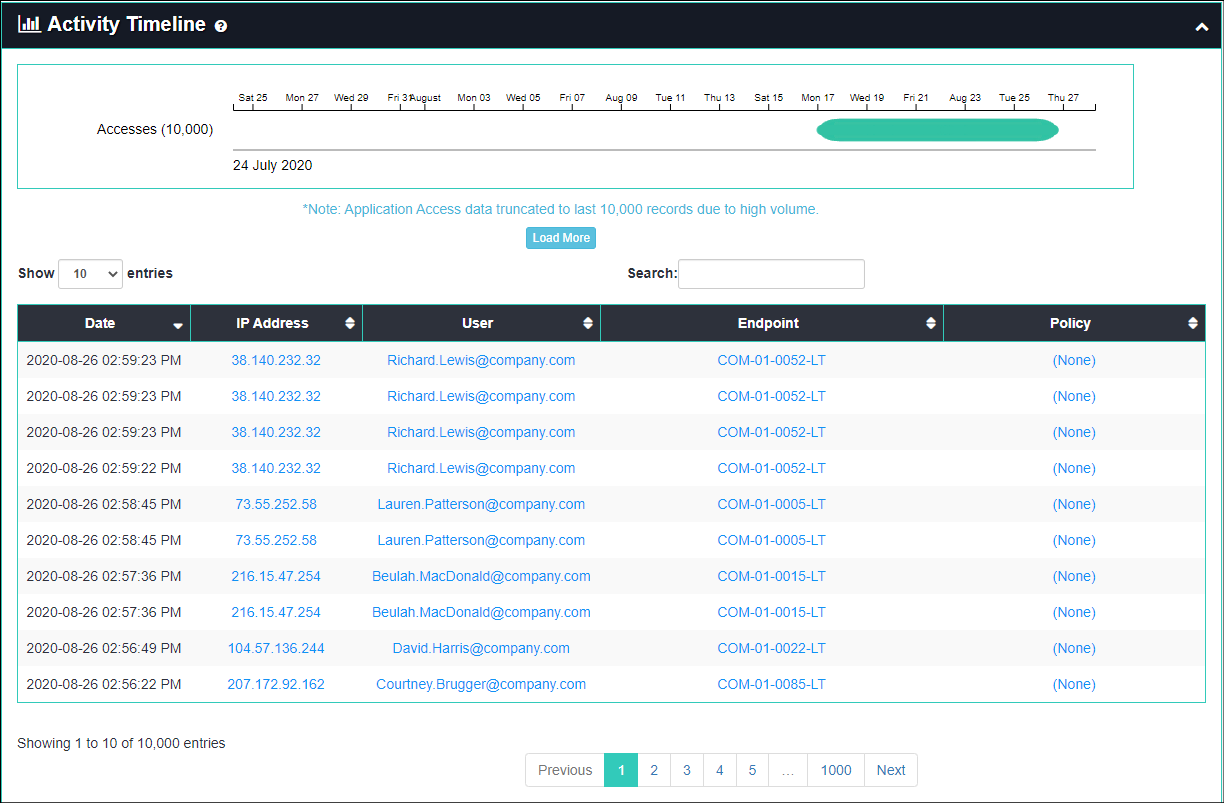 Activity Timeline ?
Sat 25 Mon 27 Wed 29 Fri 31 August Mon 03 Wed 05 Fri 07 Aug 09 Tue 11 Thu 13 Sat 15 Mon 17 Wed 19 Fri 21 Aug 23 Tue 25 Thu 27
Accesses (10,000)
24 July 2020
*Note: Application Access data truncated to last 10,000 records due to high volume.
Load More
Show 10 entries Search:
Date IP Address User Endpoint Policy
2020-08-26 02:59:23 PM 38.140.232.32 Richard.Lewis@company.com COM-01-0052-LT (None)
2020-08-26 02:59:23 PM 38.140.232.32 Richard.Lewis@company.com COM-01-0052-LT (None)
2020-08-26 02:59:23 PM 38.140.232.32 Richard.Lewis@company.com COM-01-0052-LT (None)
2020-08-26 02:59:22 PM 38.140.232.32 Richard.Lewis@company.com COM-01-0052-LT (None)
2020-08-26 02:58:45 PM 73.55.252.58 Lauren.Patterson@company.com COM-01-0005-LT (None)
2020-08-26 02:58:45 PM 73.55.252.58 Lauren.Patterson@company.com COM-01-0005-LT (None)
2020-08-26 02:57:36 PM 216.15.47.254 Beulah.MacDonald@company.com COM-01-0015-LT (None)
2020-08-26 02:57:36 PM 216.15.47.254 Beulah.MacDonald@company.com COM-01-0015-LT (None)
2020-08-26 02:56:49 PM 104.57.136.244 David.Harris@company.com COM-01-0022-LT (None)
2020-08-26 02:56:22 PM 207.172.92.162 Courtney.Brugger@company.com COM-01-0085-LT (None)
Showing 1 to 10 of 10,000 entries
Previous 1 2 3 4 5 … 1000 Next